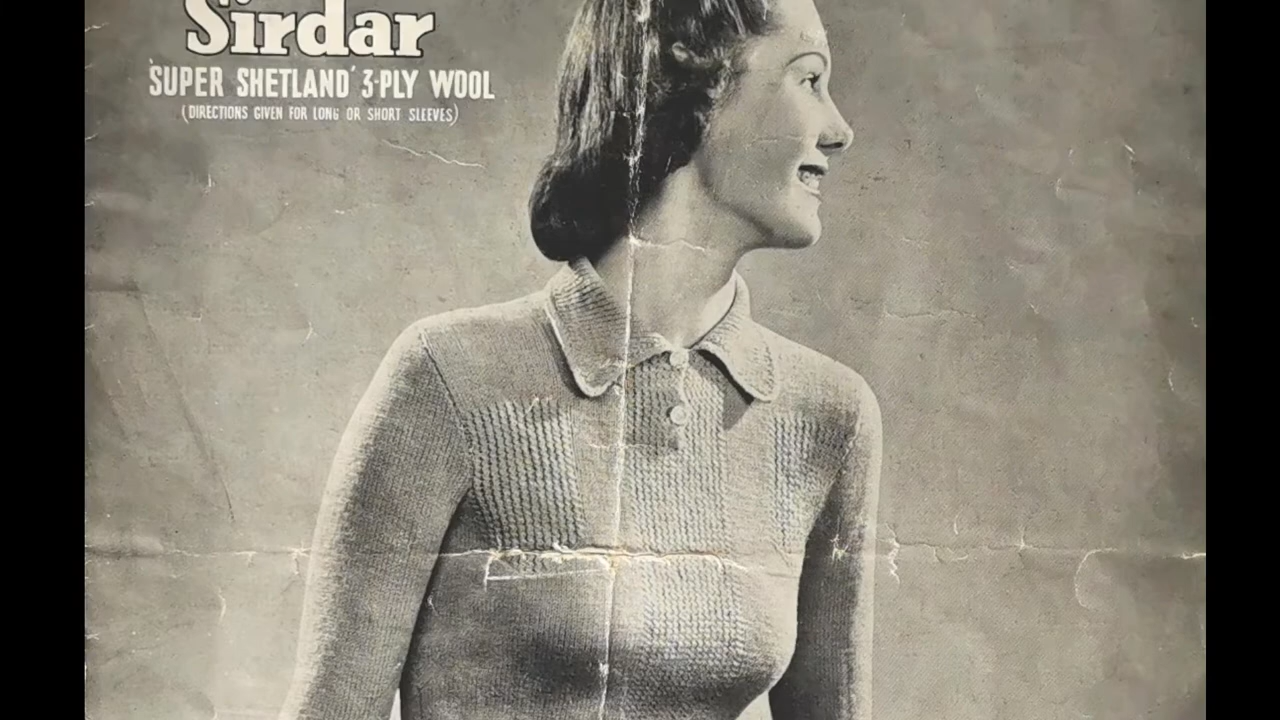 Sirdar
'SUPER SHETLAND' 3-PLY WOOL
(DIRECTIONS GIVEN FOR LONG OR SHORT SLEEVES)